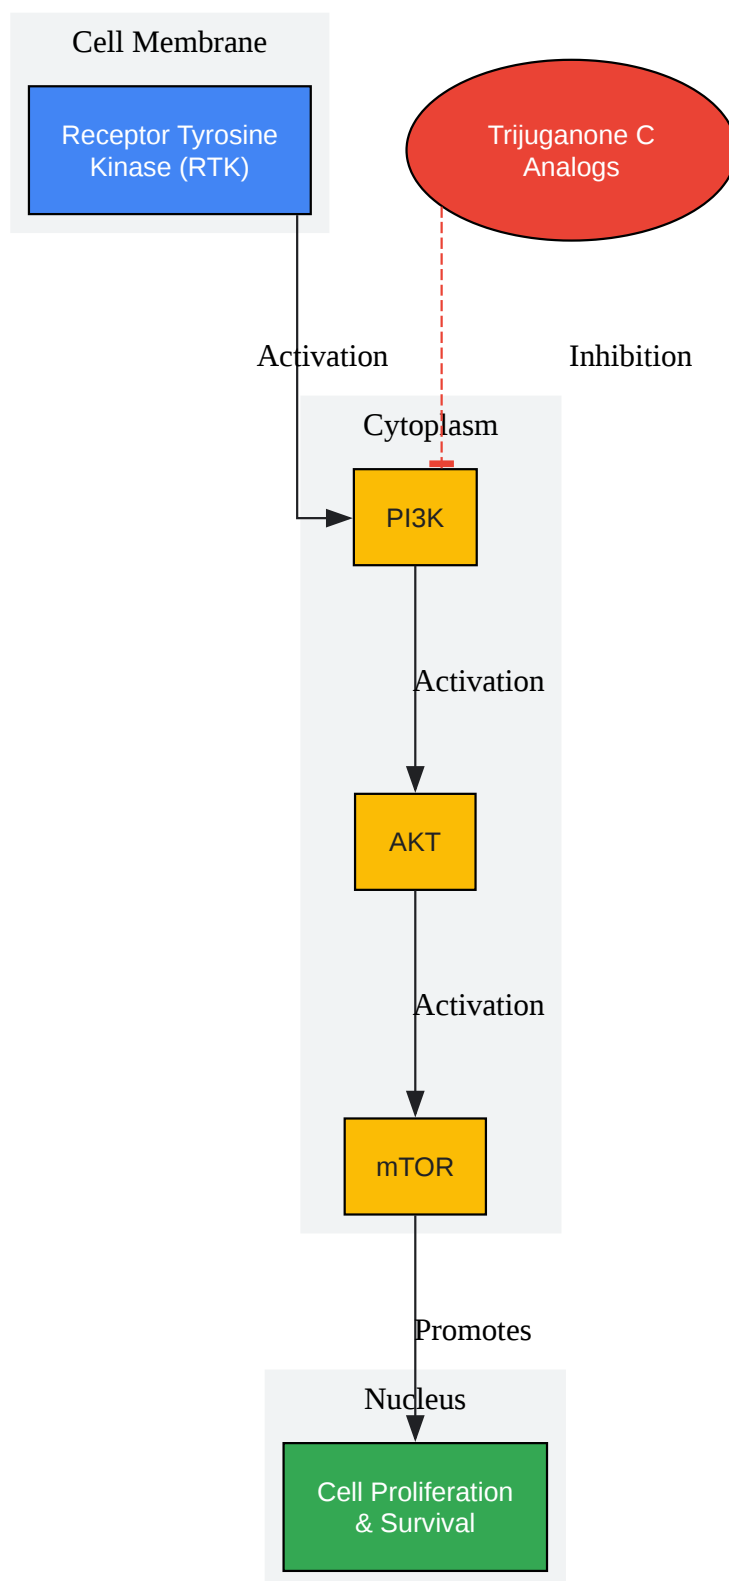 Cell Membrane
Receptor Tyrosine
Kinase (RTK)
Trijuganone C
Analogs
Activation
Inhibition
Cytoplasm
PI3K
Activation
AKT
Activation
mTOR
Promotes
Nucleus
Cell Proliferation
& Survival